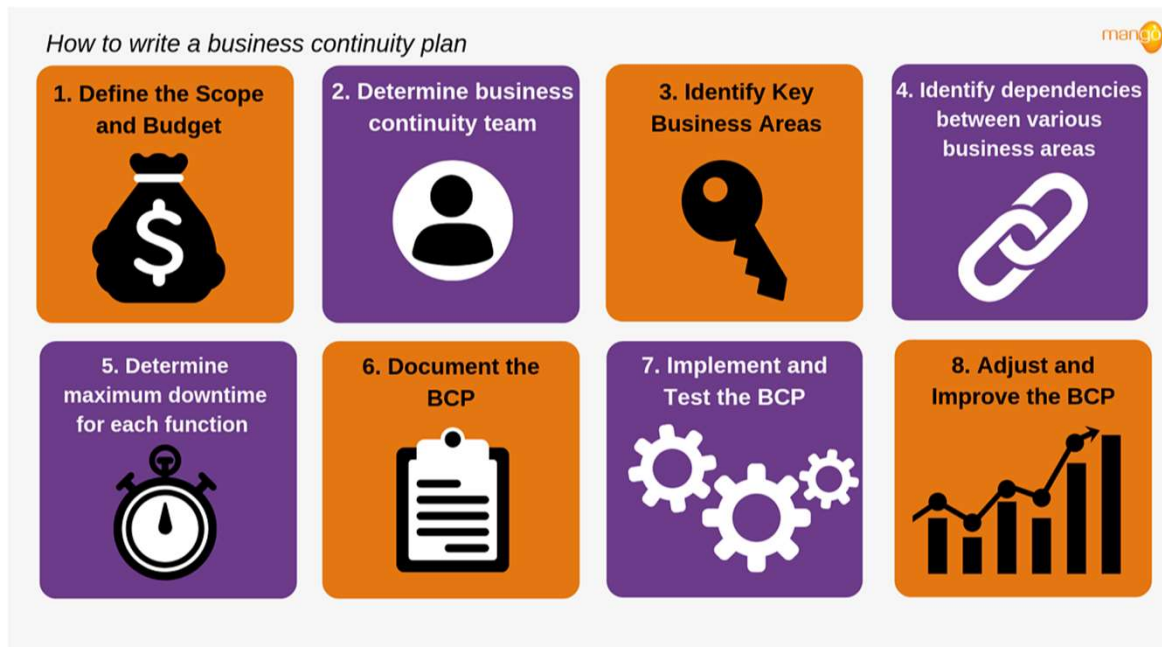 How to write a business continuity plan
mango
1. Define the Scope
and Budget
2. Determine business
continuity team
3. Identify Key
Business Areas
4. Identify dependencies
between various
business areas
$
5. Determine
maximum downtime
for each function
6. Document the
BCP
7. Implement and
Test the BCP
8. Adjust and
Improve the BCP